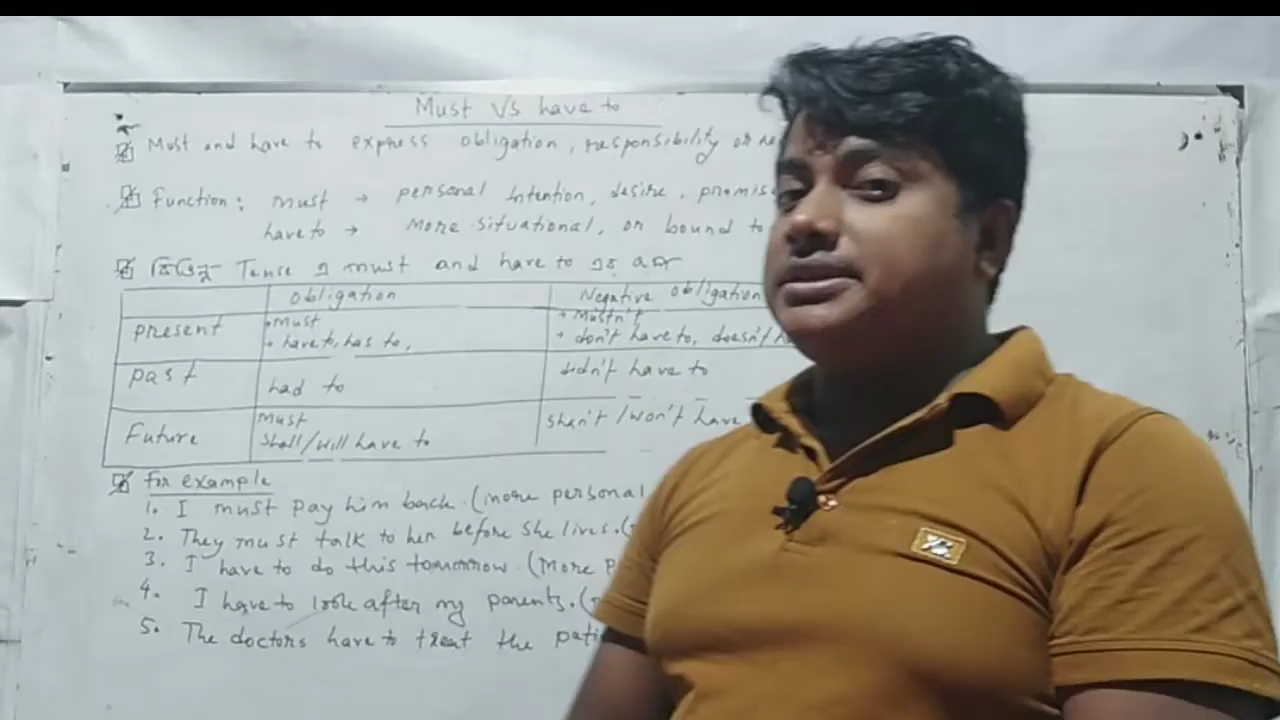 Must Vs have to
Must and have to express obligation, responsibility or
Function: must → personal Intention, desire, promis
have to → More situational, or bound to
বিভিন্ন Tense এ must and have to এর
obligation
Negative obligation
present
• must
• have to, has to,
• Mustn't
• don't have to, doesn't
past
had to
didn't have to
Future
must
shall/will have to
shan't/won't have
For example
1. I must pay him back. (more personal
2. They must talk to her before she lives.
3. I have to do this tomorrow. (More
4. I have to look after my parents.
5. The doctors have to treat the